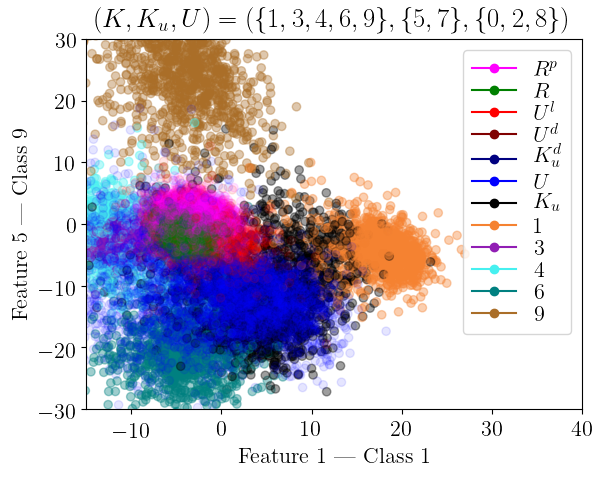 (K, K_u, U) = ({1, 3, 4, 6, 9}, {5, 7}, {0, 2, 8})
30
20
10
0
−10
−20
−30
−10
0
10
20
30
40
Feature 5 — Class 9
Feature 1 — Class 1
R^p
R
U^l
U^d
K_u^d
U
K_u
1
3
4
6
9